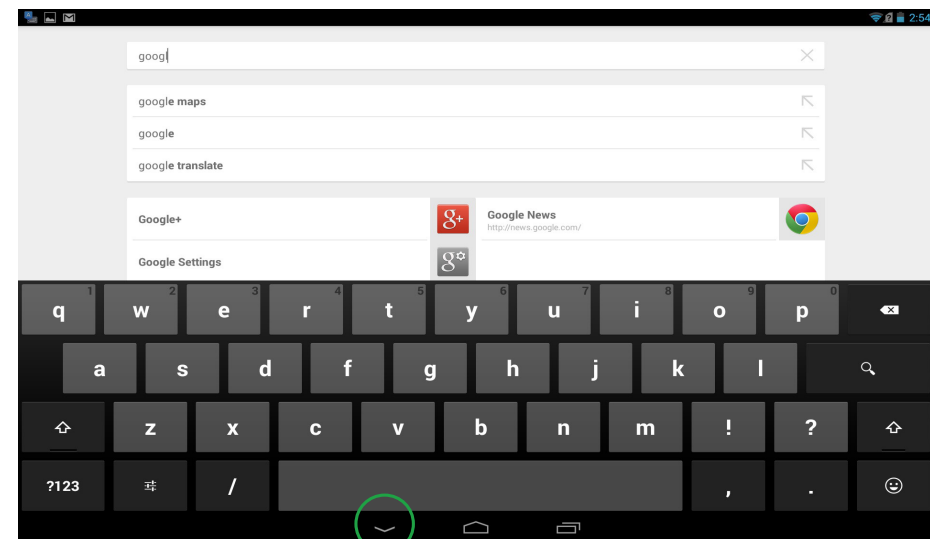 2:54
googl
google maps
google
google translate
Google+
g+
Google News
http://news.google.com/
Google Settings
g
1 2 3 4 5 6 7 8 9 0
q w e r t y u i o p
a s d f g h j k l
z x c v b n m ! ?
?123 / , .